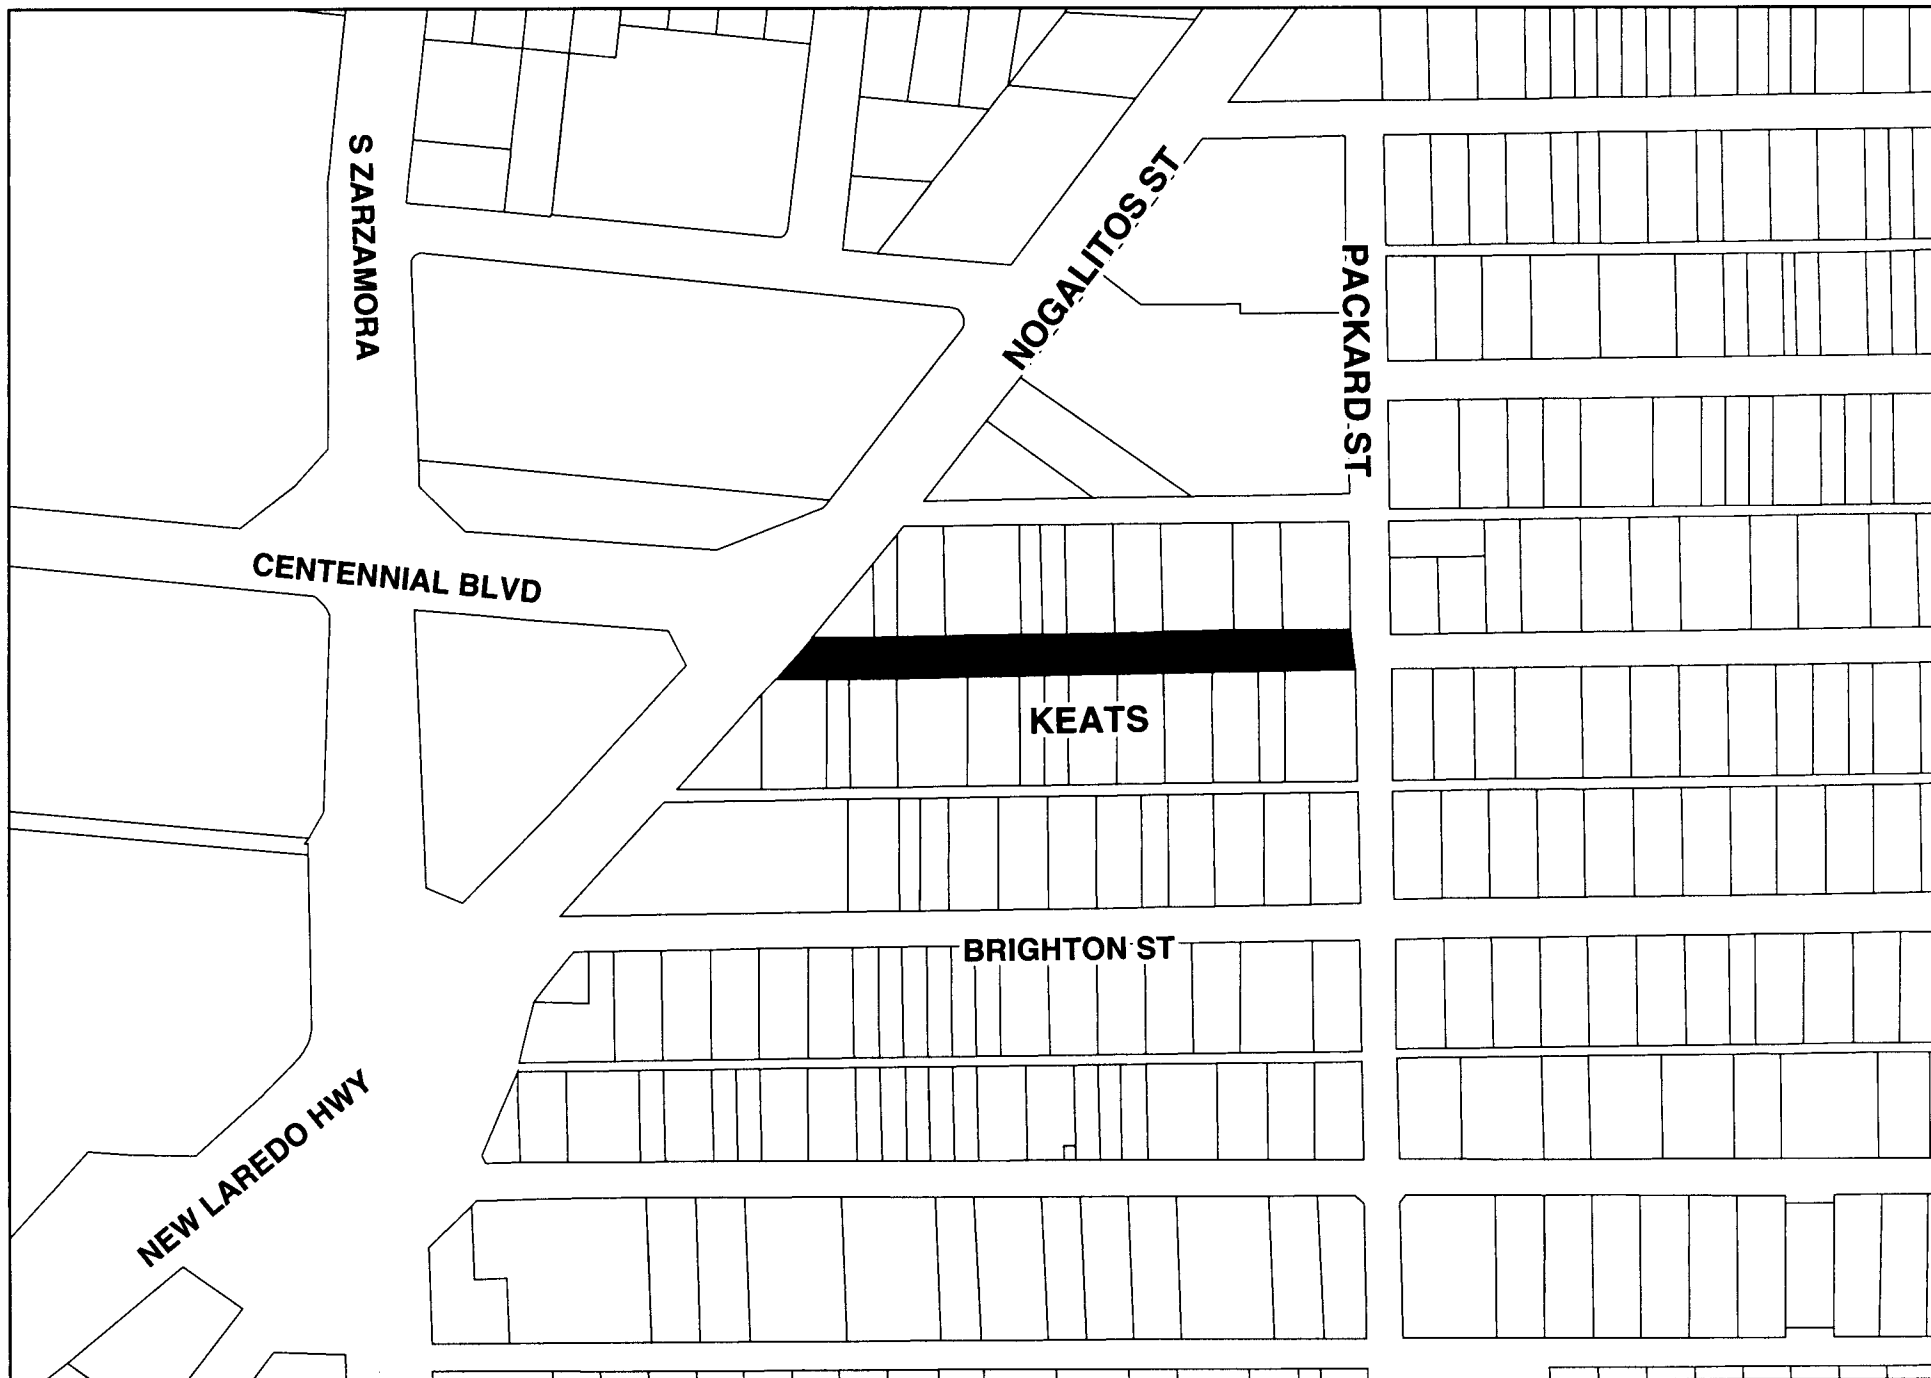 S ZARZAMORA
NOGALITOS ST
PACKARD ST
CENTENNIAL BLVD
KEATS
BRIGHTON ST
NEW LAREDO HWY